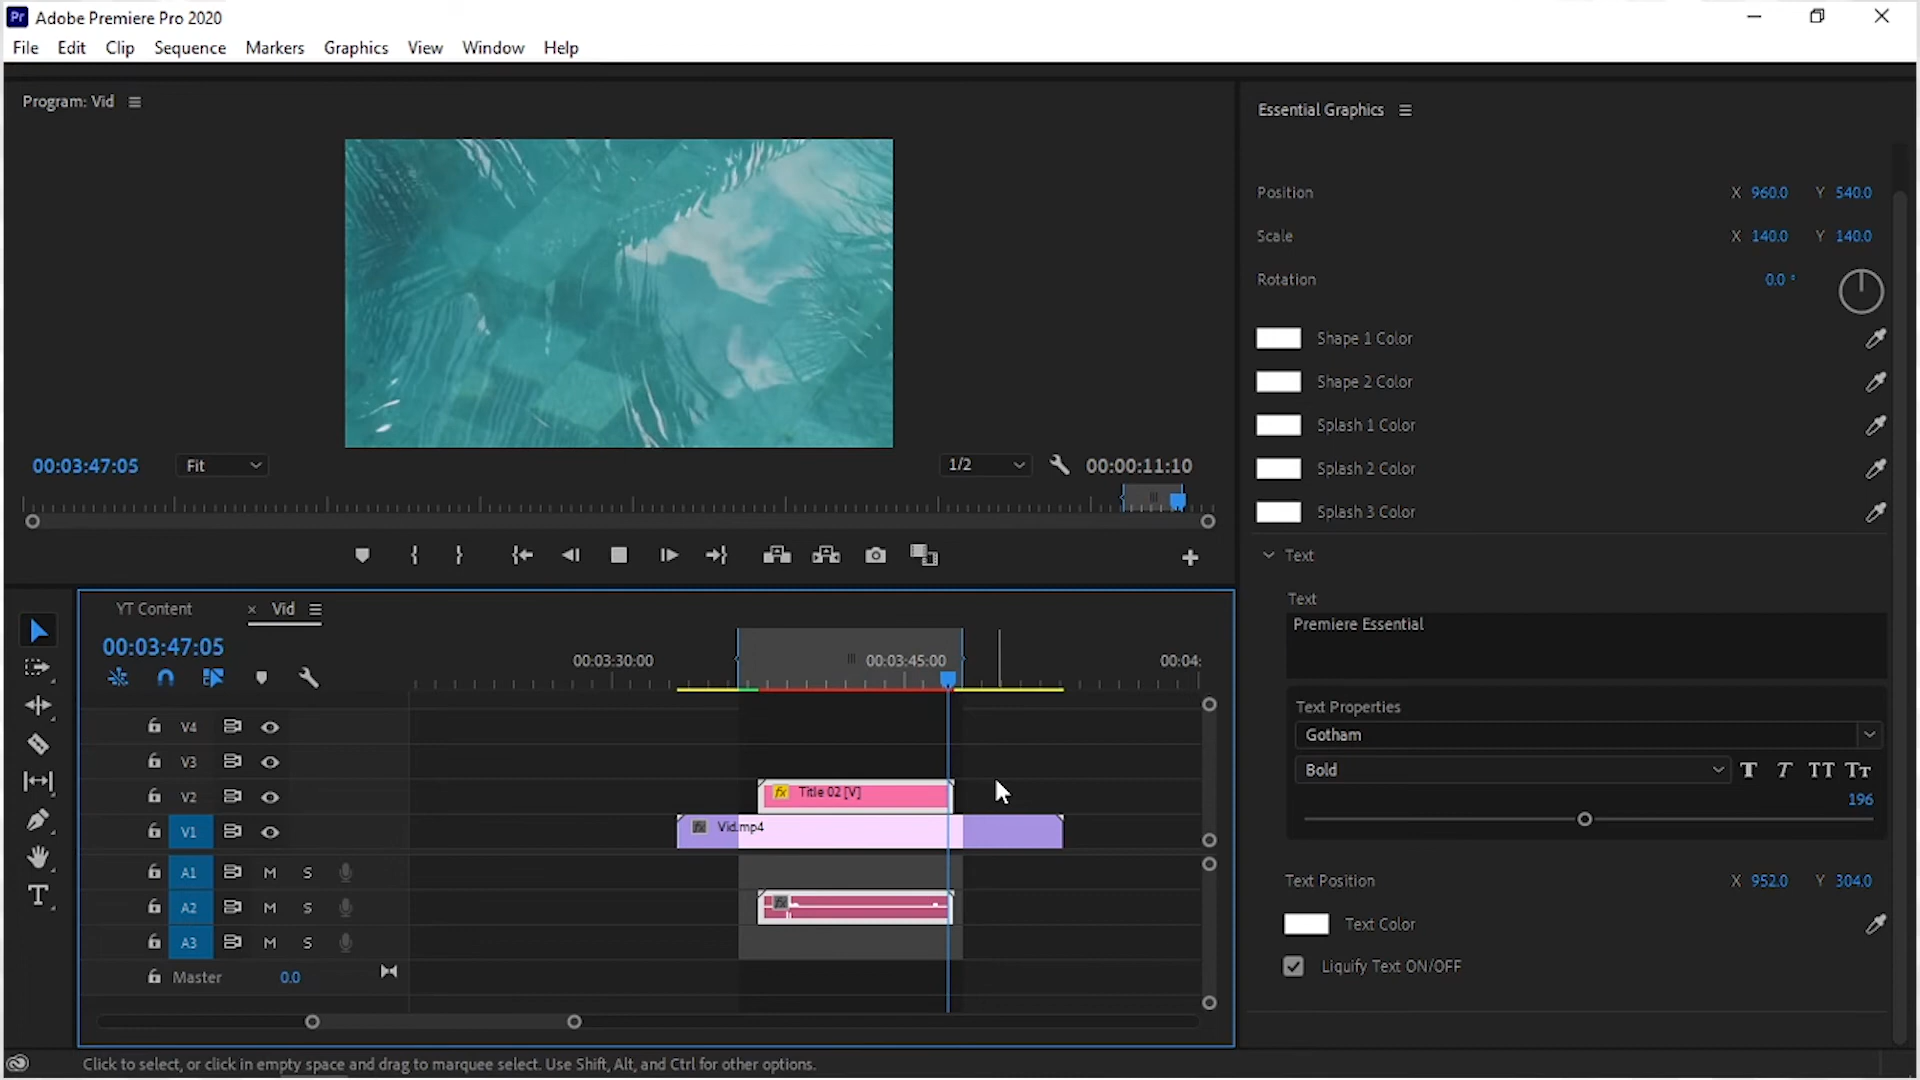 Pr Adobe Premiere Pro 2020
File Edit Clip Sequence Markers Graphics View Window Help
Program: Vid
00:03:47:05 Fit 1/2 00:00:11:10
YT Content × Vid
00:03:47:05
00:03:30:00 00:03:45:00 00:04:
V4
V3
V2 fx Title 02 [V]
V1 fx Vid.mp4
A1 M S
A2 M S fx
A3 M S
Master 0.0
Essential Graphics
Position X 960.0 Y 540.0
Scale X 140.0 Y 140.0
Rotation 0.0 °
Shape 1 Color
Shape 2 Color
Splash 1 Color
Splash 2 Color
Splash 3 Color
Text
Text
Premiere Essential
Text Properties
Gotham
Bold T T TT Tт
196
Text Position X 952.0 Y 304.0
Text Color
Liquify Text ON/OFF
Click to select, or click in empty space and drag to marquee select. Use Shift, Alt, and Ctrl for other options.